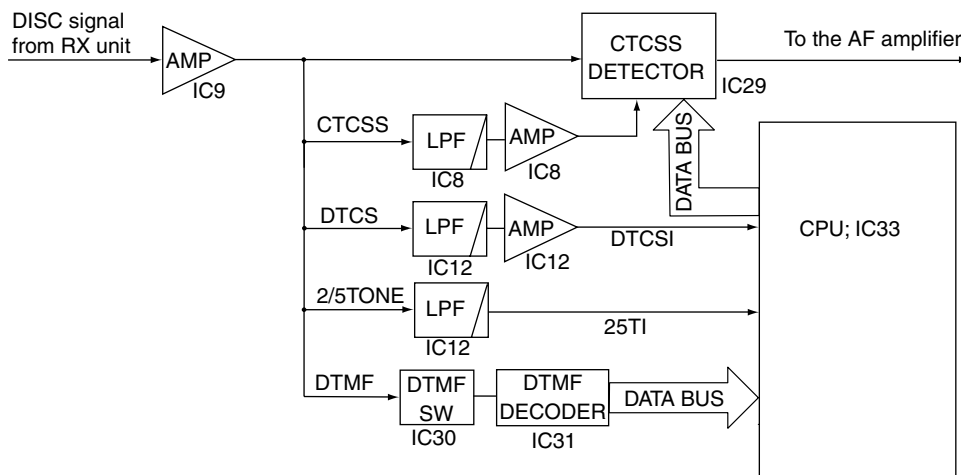 DISC signal
from RX unit
AMP
IC9
CTCSS
DETECTOR
IC29
To the AF amplifier
CTCSS
LPF
IC8
AMP
IC8
DATA BUS
DTCS
LPF
IC12
AMP
IC12
DTCSI
CPU; IC33
2/5TONE
LPF
IC12
25TI
DTMF
DTMF
SW
IC30
DTMF
DECODER
IC31
DATA BUS